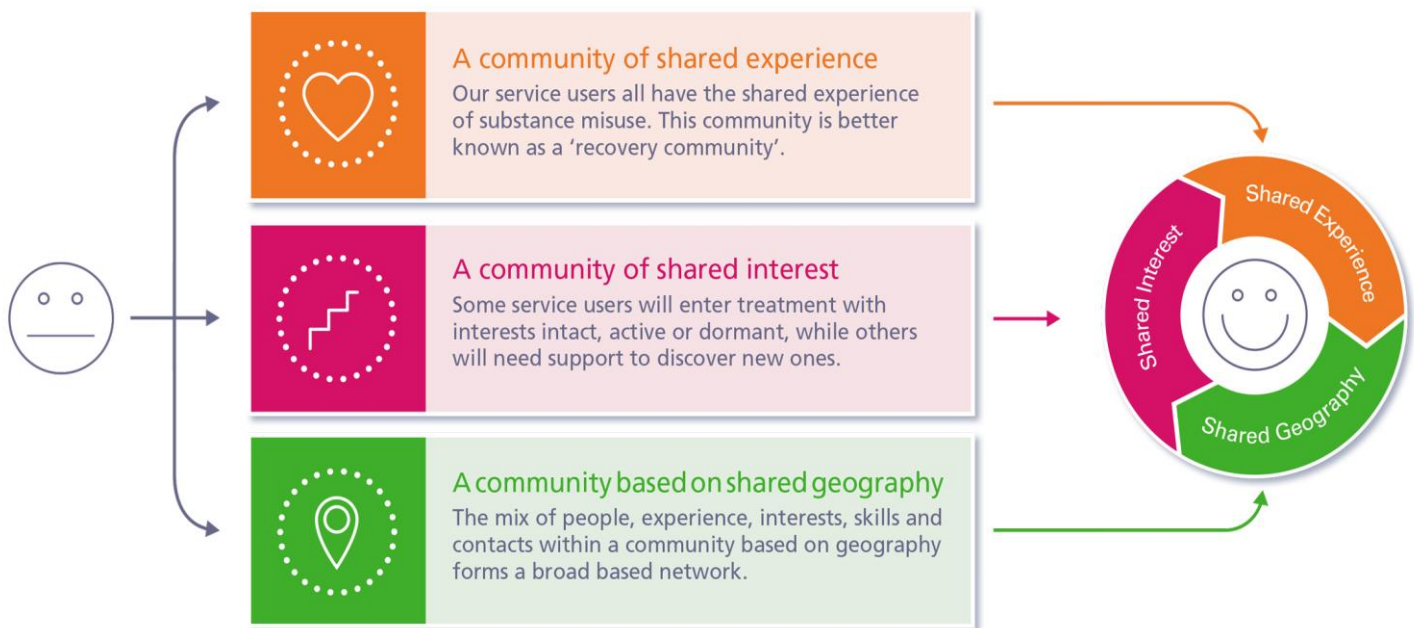 A community of shared experience
Our service users all have the shared experience
of substance misuse. This community is better
known as a ‘recovery community’.
A community of shared interest
Some service users will enter treatment with
interests intact, active or dormant, while others
will need support to discover new ones.
A community based on shared geography
The mix of people, experience, interests, skills and
contacts within a community based on geography
forms a broad based network.
Shared Experience
Shared Interest
Shared Geography